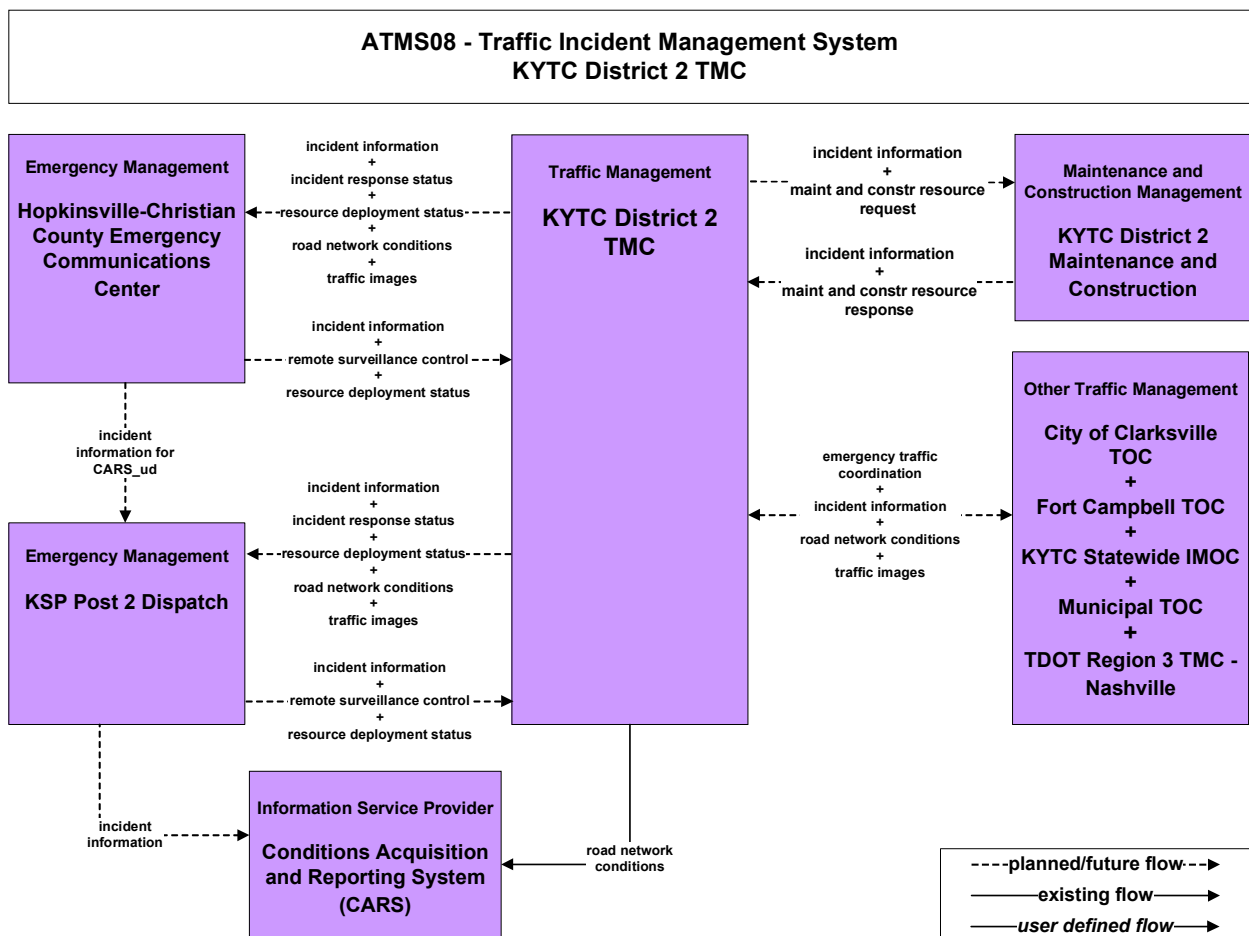 ATMS08 - Traffic Incident Management System
KYTC District 2 TMC
Emergency Management
Hopkinsville-Christian
County Emergency
Communications
Center
incident information
+
incident response status
+
resource deployment status
+
road network conditions
+
traffic images
incident information
+
remote surveillance control
+
resource deployment status
Traffic Management
KYTC District 2
TMC
incident information
+
maint and constr resource
request
incident information
+
maint and constr resource
response
Maintenance and
Construction Management
KYTC District 2
Maintenance and
Construction
incident
information for
CARS_ud
Emergency Management
KSP Post 2 Dispatch
incident information
+
incident response status
+
resource deployment status
+
road network conditions
+
traffic images
incident information
+
remote surveillance control
+
resource deployment status
emergency traffic
coordination
+
incident information
+
road network conditions
+
traffic images
Other Traffic Management
City of Clarksville
TOC
+
Fort Campbell TOC
+
KYTC Statewide IMOC
+
Municipal TOC
+
TDOT Region 3 TMC -
Nashville
incident
information
Information Service Provider
Conditions Acquisition
and Reporting System
(CARS)
road network
conditions
planned/future flow
existing flow
user defined flow